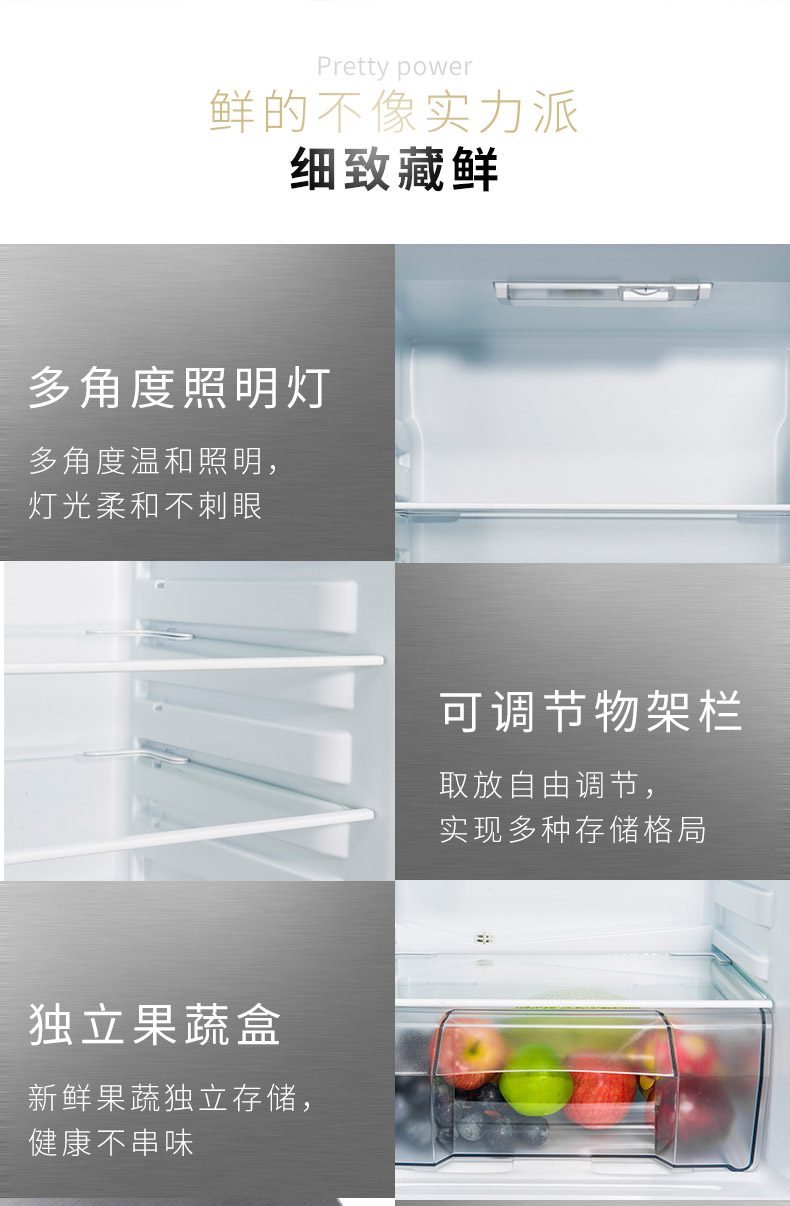 Pretty power
鲜的不像实力派
细致藏鲜
多角度照明灯
多角度温和照明，
灯光柔和不刺眼
可调节物架栏
取放自由调节，
实现多种存储格局
独立果蔬盒
新鲜果蔬独立存储，
健康不串味